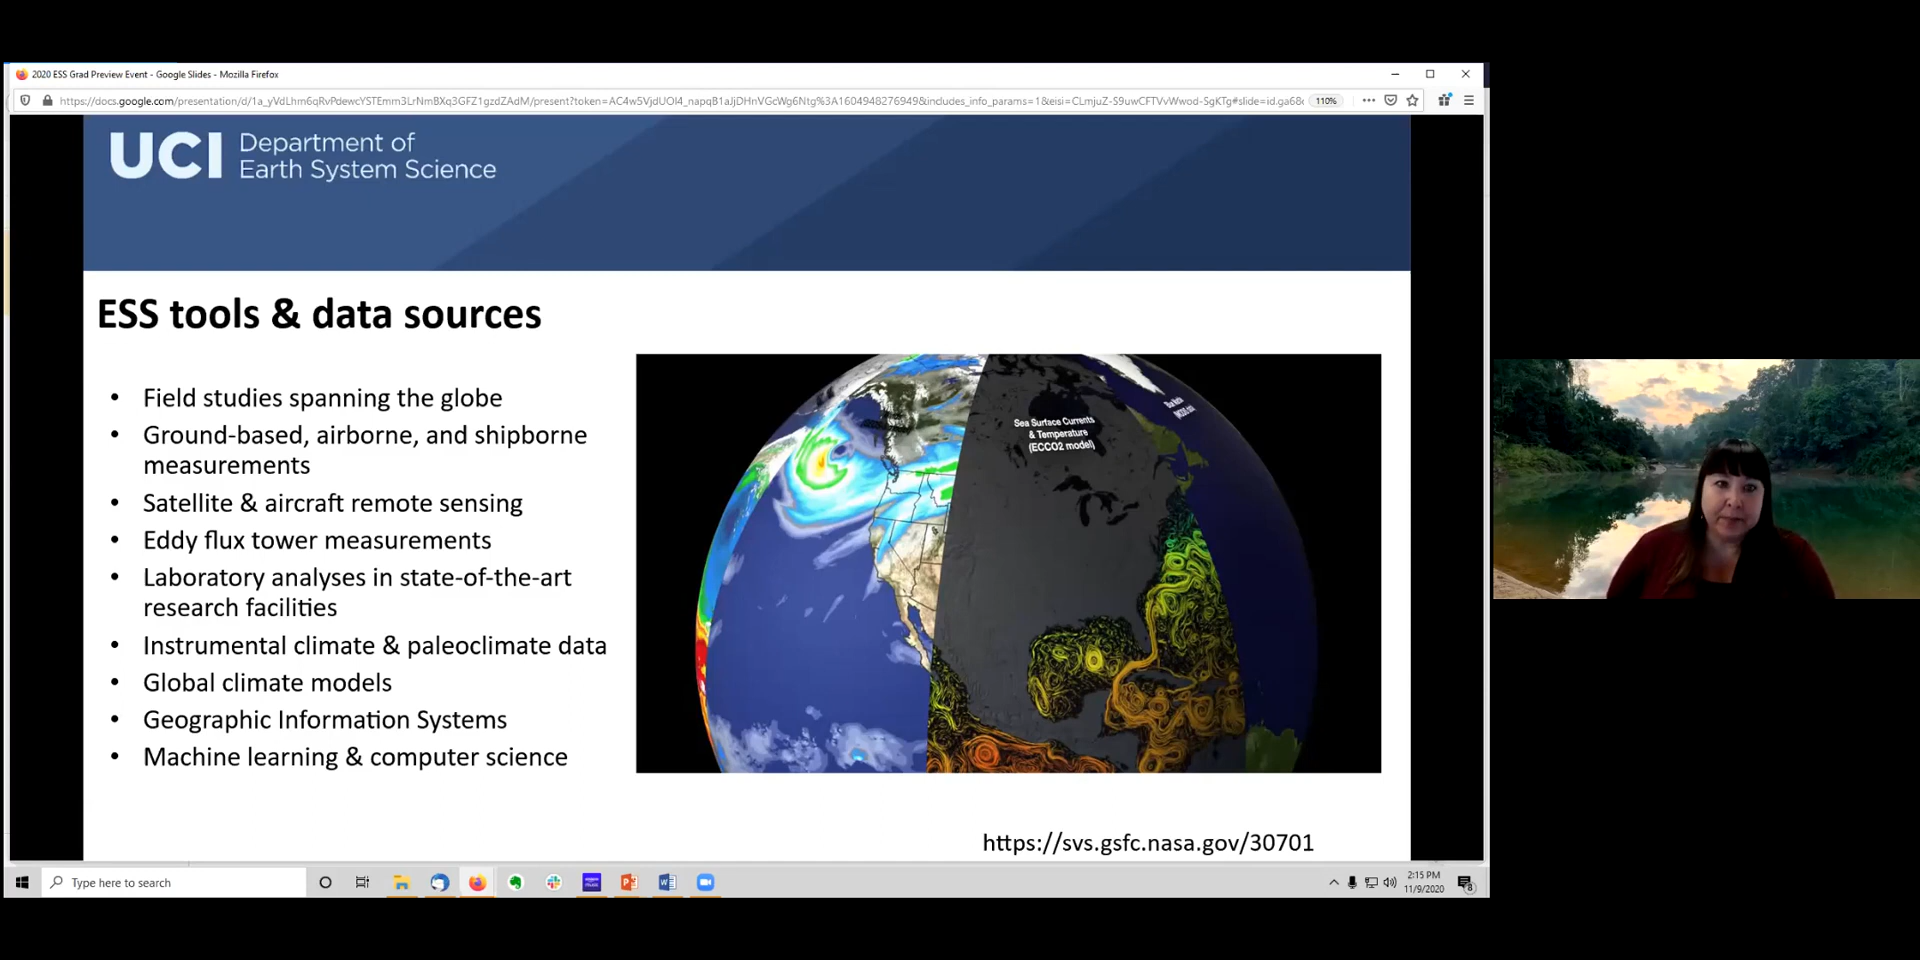 2020 ESS Grad Preview Event - Google Slides - Mozilla Firefox
110%
UCI Department of
Earth System Science
ESS tools & data sources
• Field studies spanning the globe
• Ground-based, airborne, and shipborne
measurements
• Satellite & aircraft remote sensing
• Eddy flux tower measurements
• Laboratory analyses in state-of-the-art
research facilities
• Instrumental climate & paleoclimate data
• Global climate models
• Geographic Information Systems
• Machine learning & computer science
Sea Surface Currents
& Temperature
(ECCO2 model)
https://svs.gsfc.nasa.gov/30701
Type here to search
2:15 PM
11/9/2020